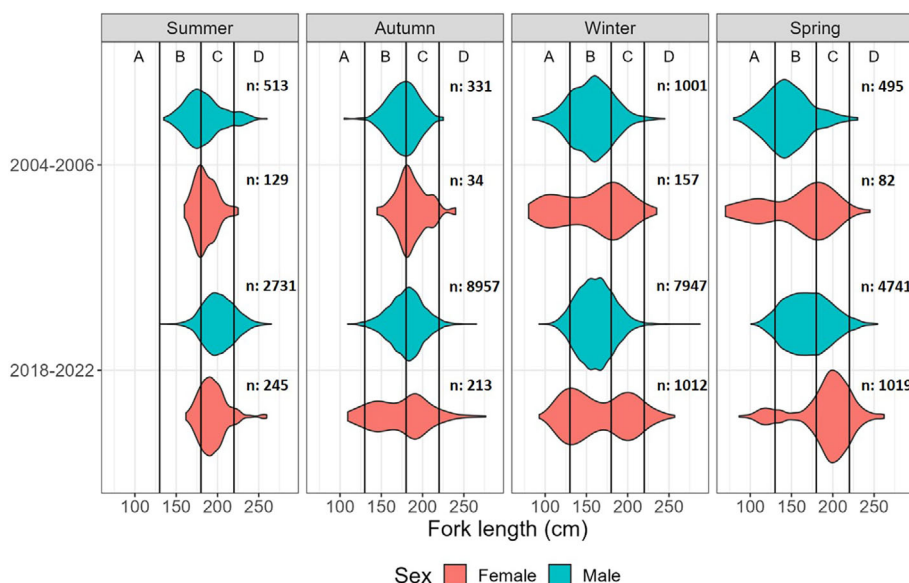 Summer Autumn Winter Spring
A B C D A B C D A B C D A B C D
n: 513 n: 331 n: 1001 n: 495
2004-2006
n: 129 n: 34 n: 157 n: 82
n: 2731 n: 8957 n: 7947 n: 4741
2018-2022
n: 245 n: 213 n: 1012 n: 1019
100 150 200 250 100 150 200 250 100 150 200 250 100 150 200 250
Fork length (cm)
Sex Female Male